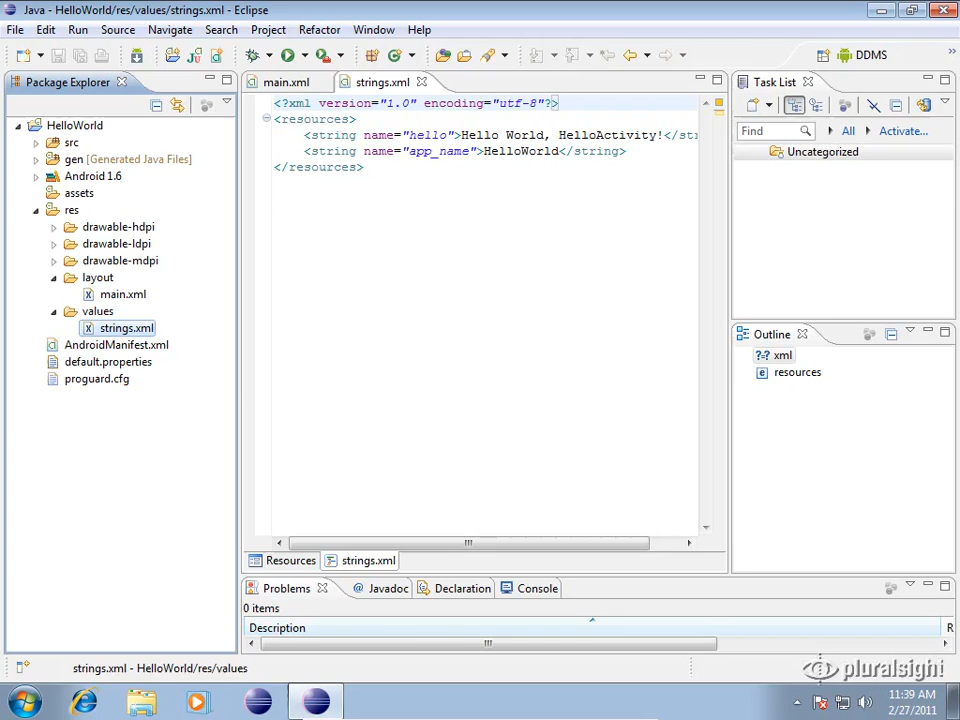 Java - HelloWorld/res/values/strings.xml - Eclipse
File Edit Run Source Navigate Search Project Refactor Window Help
DDMS
Package Explorer
main.xml
strings.xml
Task List
HelloWorld
src
gen [Generated Java Files]
Android 1.6
assets
res
drawable-hdpi
drawable-ldpi
drawable-mdpi
layout
main.xml
values
strings.xml
AndroidManifest.xml
default.properties
proguard.cfg
<?xml version="1.0" encoding="utf-8"?>
<resources>
<string name="hello">Hello World, HelloActivity!</str
<string name="app_name">HelloWorld</string>
</resources>
Find All Activate...
Uncategorized
Outline
?=? xml
e resources
Resources strings.xml
Problems @ Javadoc Declaration Console
0 items
Description R
strings.xml - HelloWorld/res/values
pluralsight
11:39 AM
2/27/2011